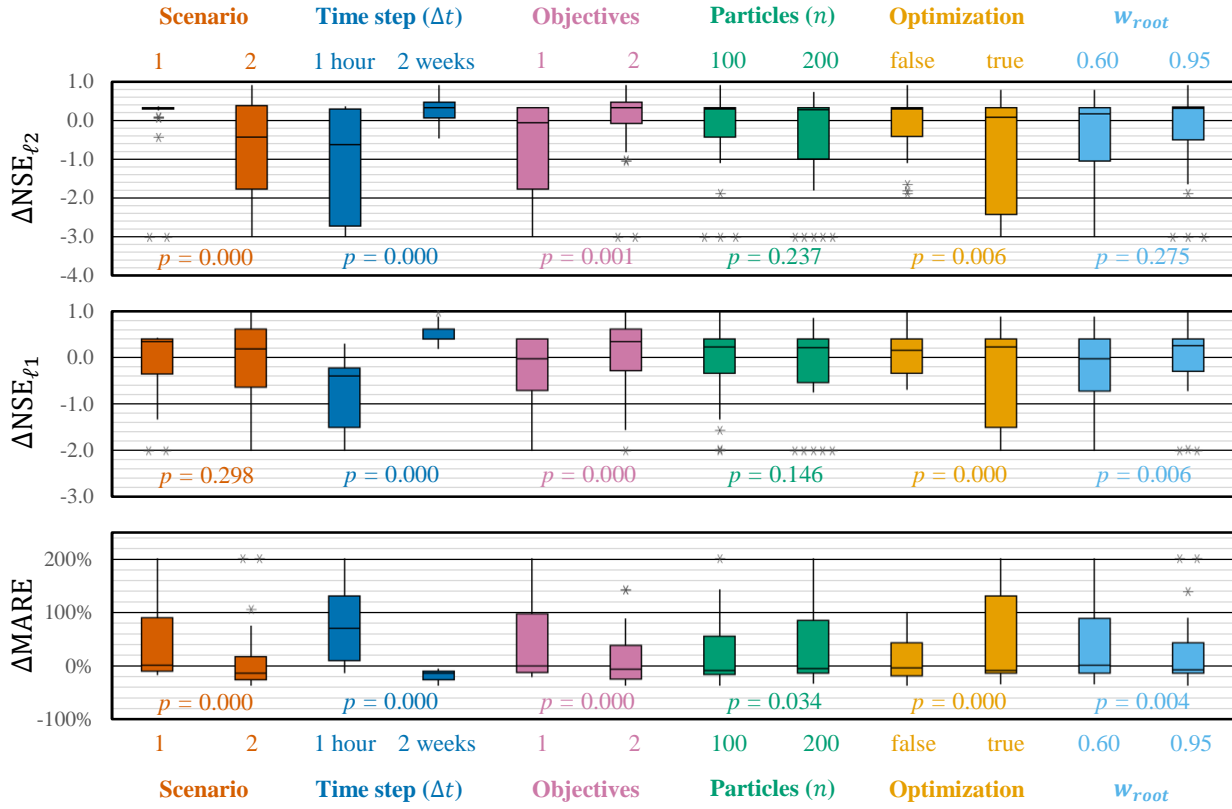 Scenario Time step (Δt) Objectives Particles (n) Optimization w_root
1 2 1 hour 2 weeks 1 2 100 200 false true 0.60 0.95
1.0
0.0
-1.0
-2.0
-3.0
-4.0
ΔNSE_ℓ2
p = 0.000 p = 0.000 p = 0.001 p = 0.237 p = 0.006 p = 0.275
1.0
0.0
-1.0
-2.0
-3.0
ΔNSE_ℓ1
p = 0.298 p = 0.000 p = 0.000 p = 0.146 p = 0.000 p = 0.006
200%
100%
0%
-100%
ΔMARE
p = 0.000 p = 0.000 p = 0.000 p = 0.034 p = 0.000 p = 0.004
1 2 1 hour 2 weeks 1 2 100 200 false true 0.60 0.95
Scenario Time step (Δt) Objectives Particles (n) Optimization w_root